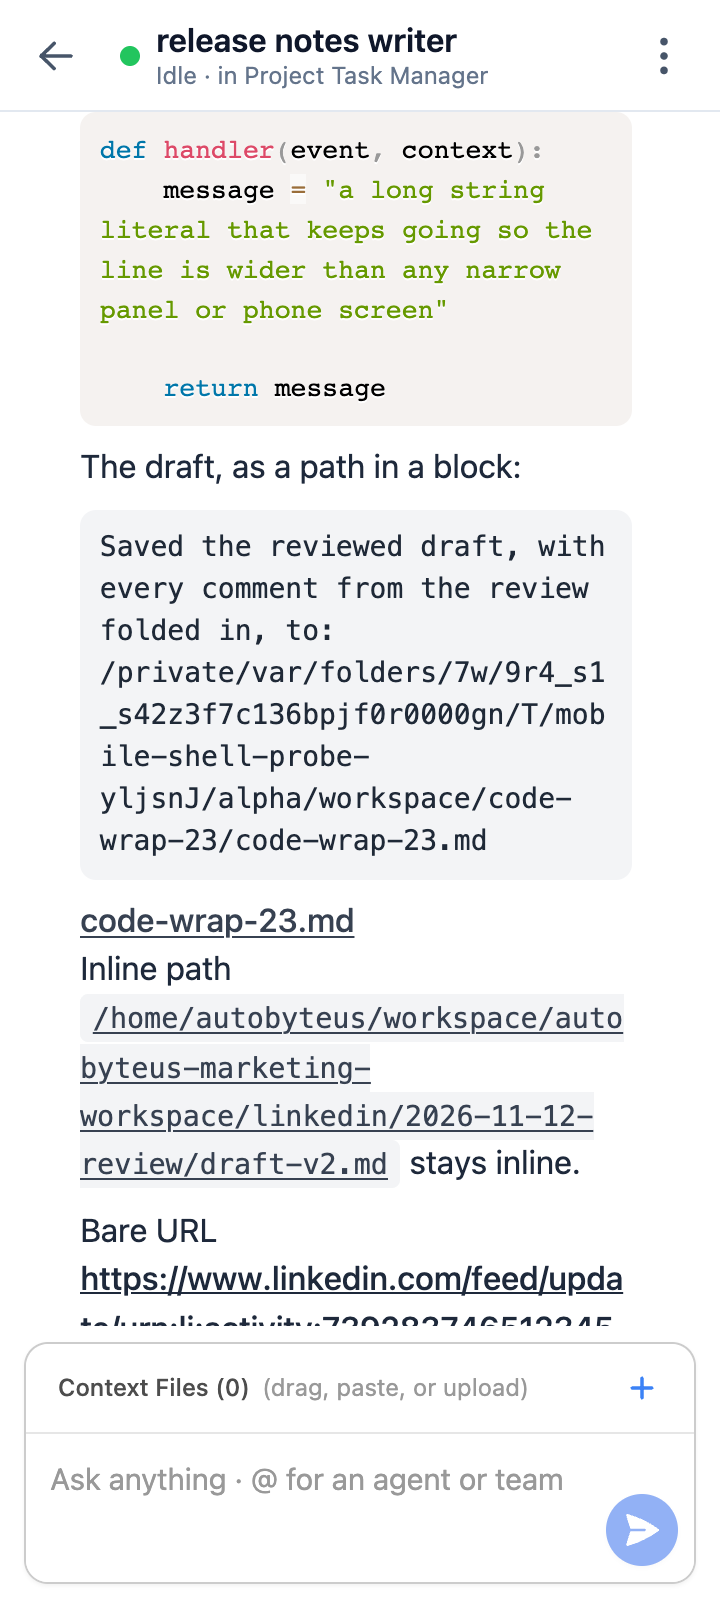 release notes writer
Idle · in Project Task Manager
def handler(event, context):
    message = "a long string
literal that keeps going so the
line is wider than any narrow
panel or phone screen"
    return message
The draft, as a path in a block:
Saved the reviewed draft, with
every comment from the review
folded in, to:
/private/var/folders/7w/9r4_s1
_s42z3f7c136bpjf0r0000gn/T/mob
ile-shell-probe-
yljsnJ/alpha/workspace/code-
wrap-23/code-wrap-23.md
code-wrap-23.md
Inline path
/home/autobyteus/workspace/auto
byteus-marketing-
workspace/linkedin/2026-11-12-
review/draft-v2.md stays inline.
Bare URL
https://www.linkedin.com/feed/upda
Context Files (0) (drag, paste, or upload)
Ask anything · @ for an agent or team